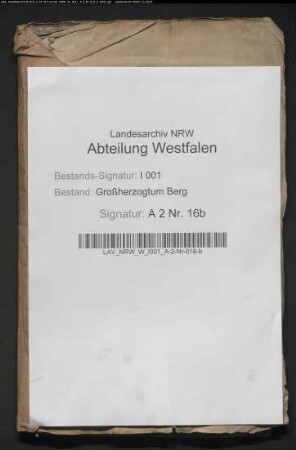 Landesarchiv NRW
Abteilung Westfalen
Bestands-Signatur: I 001
Bestand: Großherzogtum Berg
Signatur: A 2 Nr. 16b
LAV_NRW_W_I001_A-2-Nr-016-b